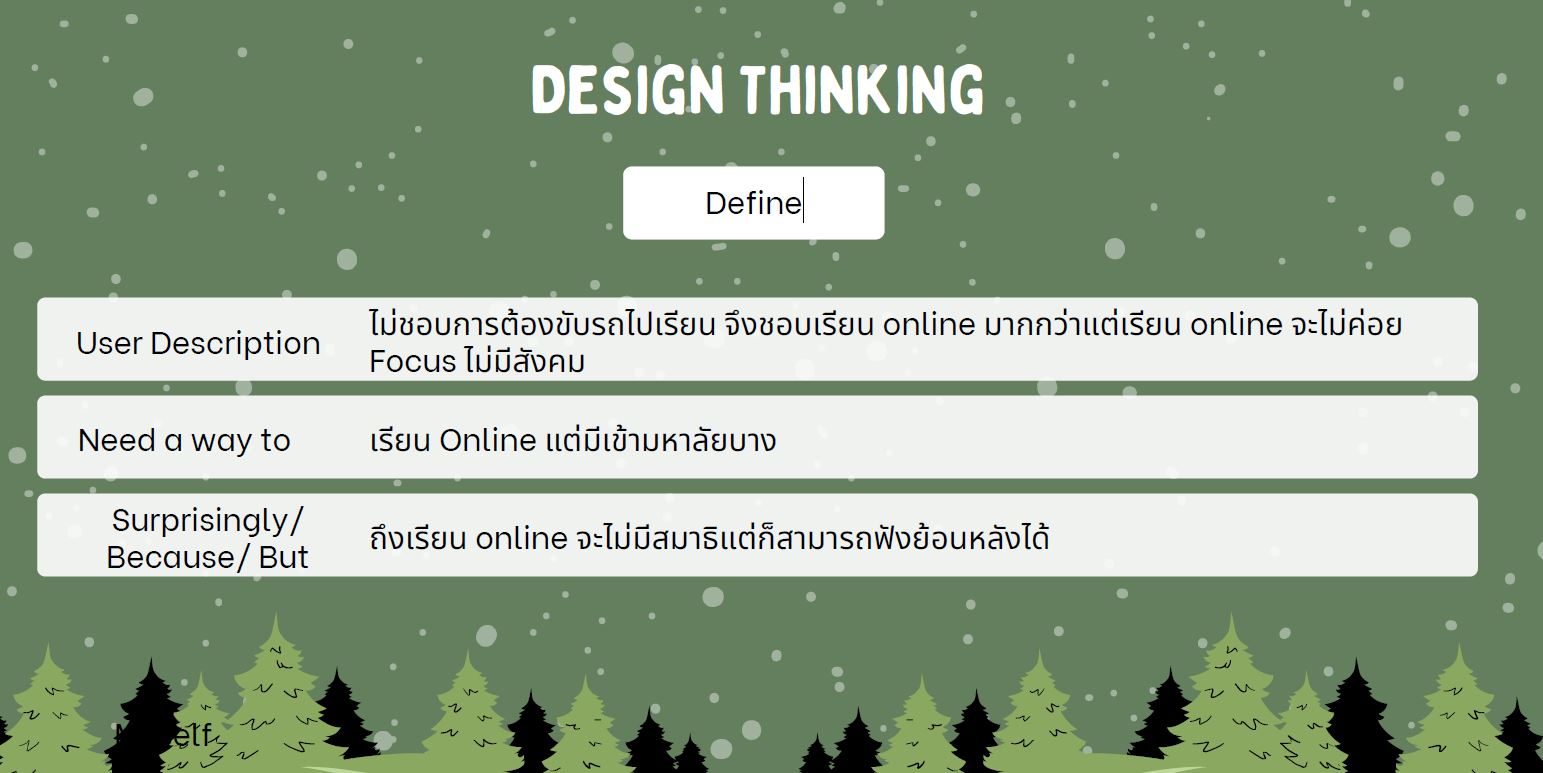 DESIGN THINKING
Define
User Description
ไม่ชอบการต้องขับรถไปเรียน จึงชอบเรียน online มากกว่าแต่เรียน online จะไม่ค่อย
Focus ไม่มีสังคม
Need a way to
เรียน Online แต่มีเข้ามหาลัยบาง
Surprisingly/
Because/ But
ถึงเรียน online จะไม่มีสมาธิแต่ก็สามารถฟังย้อนหลังได้